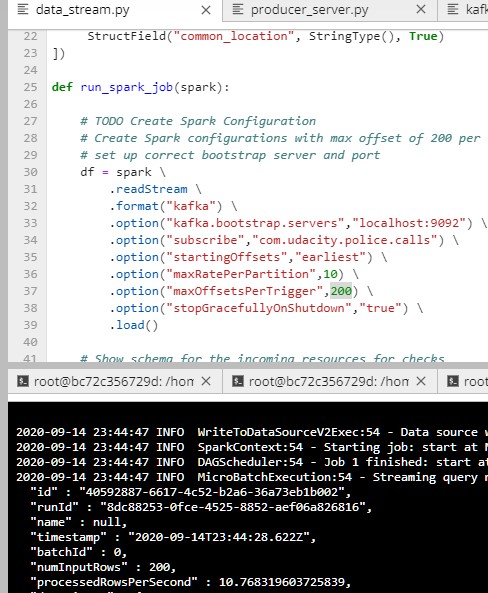 data_stream.py
producer_server.py
22 StructField("common_location", StringType(), True)
23 ])
24
25 def run_spark_job(spark):
26
27 # TODO Create Spark Configuration
28 # Create Spark configurations with max offset of 200 per
29 # set up correct bootstrap server and port
30 df = spark \
31 .readStream \
32 .format("kafka") \
33 .option("kafka.bootstrap.servers","localhost:9092") \
34 .option("subscribe","com.udacity.police.calls") \
35 .option("startingOffsets","earliest") \
36 .option("maxRatePerPartition",10) \
37 .option("maxOffsetsPerTrigger",200) \
38 .option("stopGracefullyOnShutdown","true") \
39 .load()
40
41 # Show schema for the incoming resources for checks
root@bc72c356729d: /hom
root@bc72c356729d: /hom
root
2020-09-14 23:44:47 INFO WriteToDataSourceV2Exec:54 - Data source
2020-09-14 23:44:47 INFO SparkContext:54 - Starting job: start at
2020-09-14 23:44:47 INFO DAGScheduler:54 - Job 1 finished: start at
2020-09-14 23:44:47 INFO MicroBatchExecution:54 - Streaming query
"id" : "40592887-6617-4c52-b2a6-36a73eb1b002",
"runId" : "8dc88253-0fce-4525-8852-aef06a826816",
"name" : null,
"timestamp" : "2020-09-14T23:44:28.622Z",
"batchId" : 0,
"numInputRows" : 200,
"processedRowsPerSecond" : 10.768319603725839,